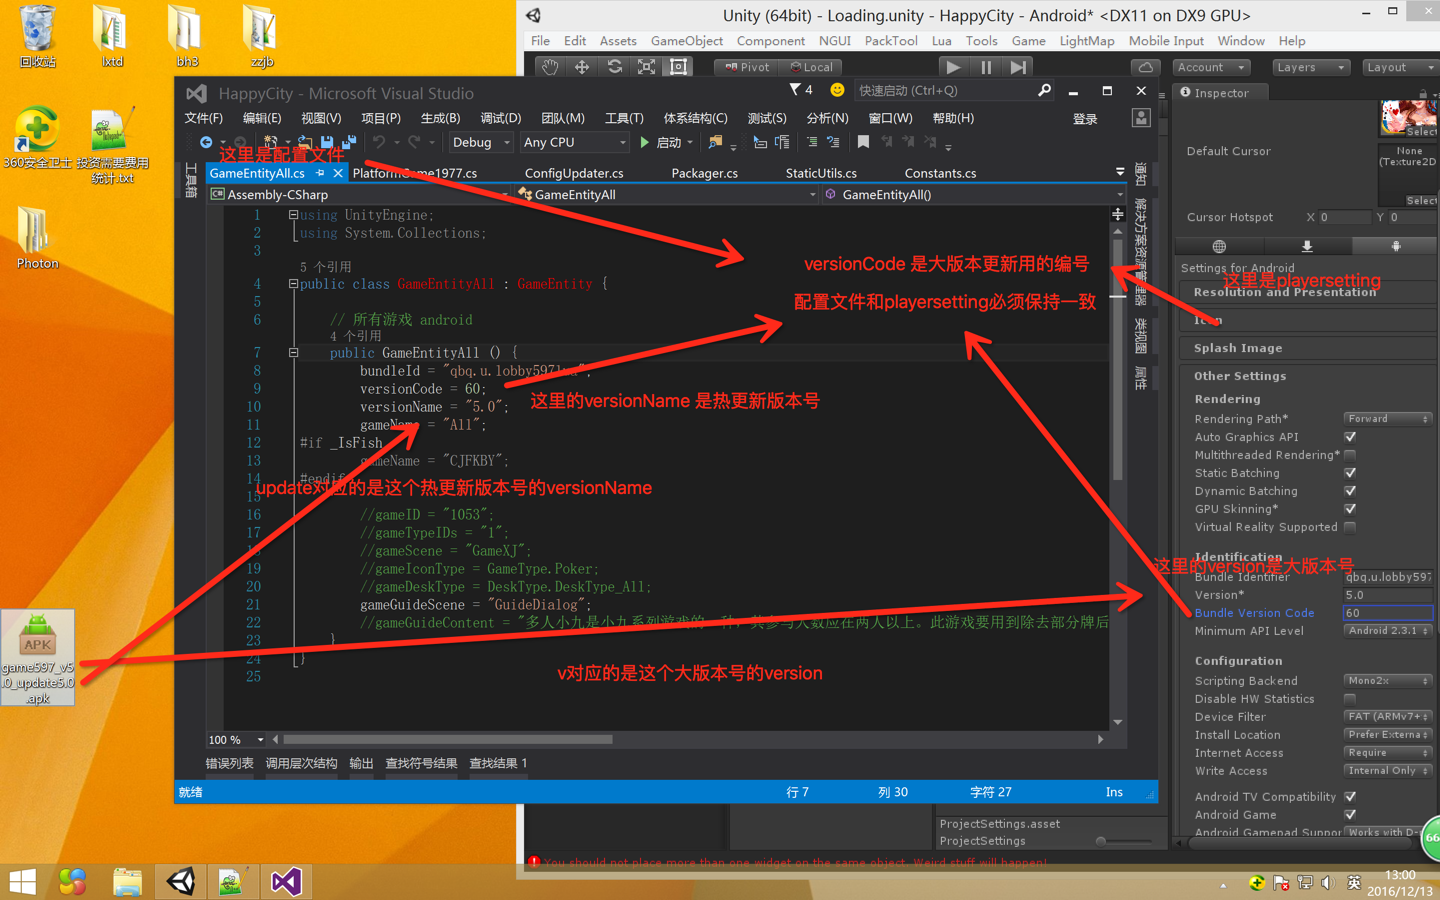 回收站
lxtd
bh3
zzjb
360安全卫士
投资需要费用
统计.txt
Photon
APK
game597_v5
.0_update5.0
.apk
Unity (64bit) - Loading.unity - HappyCity - Android* <DX11 on DX9 GPU>
File Edit Assets GameObject Component NGUI PackTool Lua Tools Game LightMap Mobile Input Window Help
Pivot Local Account Layers Layout
HappyCity - Microsoft Visual Studio
4
快速启动 (Ctrl+Q)
文件(F) 编辑(E) 视图(V) 项目(P) 生成(B) 调试(D) 团队(M) 工具(T) 体系结构(C) 测试(S) 分析(N) 窗口(W) 帮助(H) 登录
Debug Any CPU 启动
这里是配置文件
工具箱
GameEntityAll.cs ConfigUpdater.cs Packager.cs StaticUtils.cs Constants.cs
Assembly-CSharp GameEntityAll GameEntityAll()
1 using UnityEngine;
2 using System.Collections;
3
5 个引用
4 public class GameEntityAll : GameEntity {
5
6 // 所有游戏 android
4 个引用
7 public GameEntityAll () {
8 bundleId = "qbq.u.lobby597lua";
9 versionCode = 60;
10 versionName = "5.0";
11 gameName = "All";
12 #if _IsFish
13 gameName = "CJFKBY";
14 #endif
15
16 //gameID = "1053";
17 //gameTypeIDs = "1";
18 //gameScene = "GameXJ";
19 //gameIconType = GameType.Poker;
20 //gameDeskType = DeskType.DeskType_All;
21 gameGuideScene = "GuideDialog";
22 //gameGuideContent = "多人小九是小九系列游戏的一种，其参与人数应在两人以上。此游戏要用到除去部分牌后
23 }
24 }
25
versionCode 是大版本更新用的编号
配置文件和playersetting必须保持一致
这里的versionName 是热更新版本号
update对应的是这个热更新版本号的versionName
v对应的是这个大版本号的version
这里是playersetting
这里的version是大版本号
100 %
错误列表 调用层次结构 输出 查找符号结果 查找结果 1
就绪 行 7 列 30 字符 27 Ins
通知
解决方案资源管理器
类视图
属性
Inspector
Select
Default Cursor
None
(Texture2D
Select
Cursor Hotspot X 0 Y 0
Settings for Android
Resolution and Presentation
Icon
Splash Image
Other Settings
Rendering
Rendering Path* Forward
Auto Graphics API
Multithreaded Rendering*
Static Batching
Dynamic Batching
GPU Skinning*
Virtual Reality Supported
Identification
Bundle Identifier qbq.u.lobby597
Version* 5.0
Bundle Version Code 60
Minimum API Level Android 2.3.1
Configuration
Scripting Backend Mono2x
Disable HW Statistics
Device Filter FAT (ARMv7+
Install Location Prefer Externa
Internet Access Require
Write Access Internal Only
Android TV Compatibility
Android Game
Android Gamepad Suppor Works with D-
66
ProjectSettings.asset
ProjectSettings
You should not place more than one widget on the same object. Weird stuff will happen!
英
13:00
2016/12/13